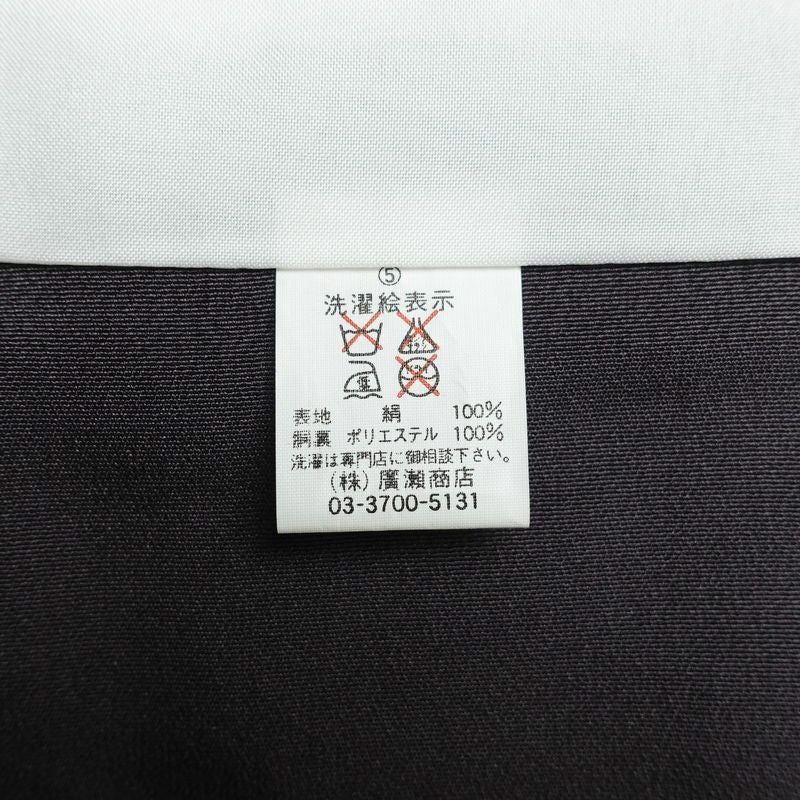 ⑤
洗濯絵表示
低
表地 絹 100%
胴裏 ポリエステル 100%
洗濯は専門店に御相談下さい。
(株)廣瀬商店
03-3700-5131